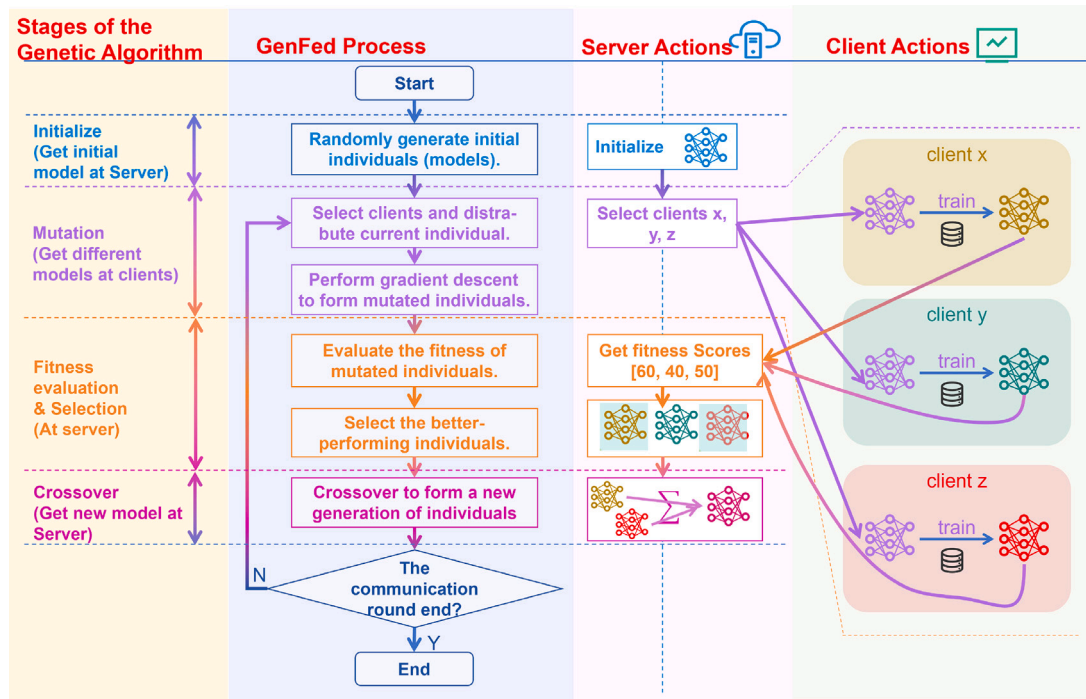 Stages of the
Genetic Algorithm
GenFed Process
Server Actions
Client Actions
Start
Initialize
(Get initial
model at Server)
Randomly generate initial
individuals (models).
Initialize
client x
train
Mutation
(Get different
models at clients)
Select clients and distra-
bute current individual.
Select clients x,
y, z
Perform gradient descent
to form mutated individuals.
client y
train
Fitness
evaluation
& Selection
(At server)
Evaluate the fitness of
mutated individuals.
Get fitness Scores
[60, 40, 50]
Select the better-
performing individuals.
client z
train
Crossover
(Get new model at
Server)
Crossover to form a new
generation of individuals
Σ
The
communication
round end?
N
Y
End